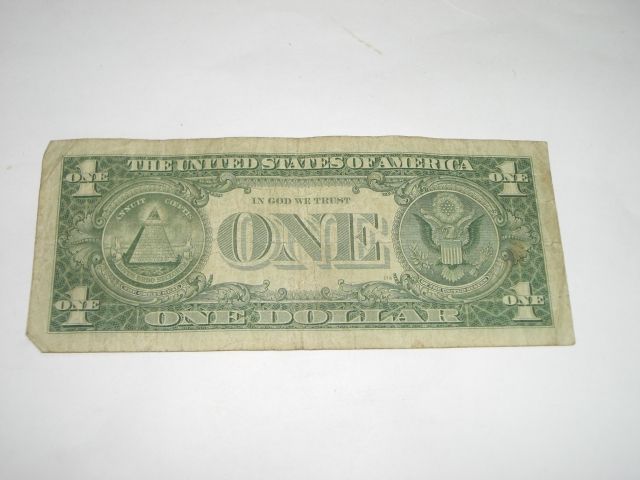 THE UNITED STATES OF AMERICA
1 ONE
1 ONE
ANNUIT COEPTIS
IN GOD WE TRUST
ONE
1 ONE
1 ONE
ONE DOLLAR